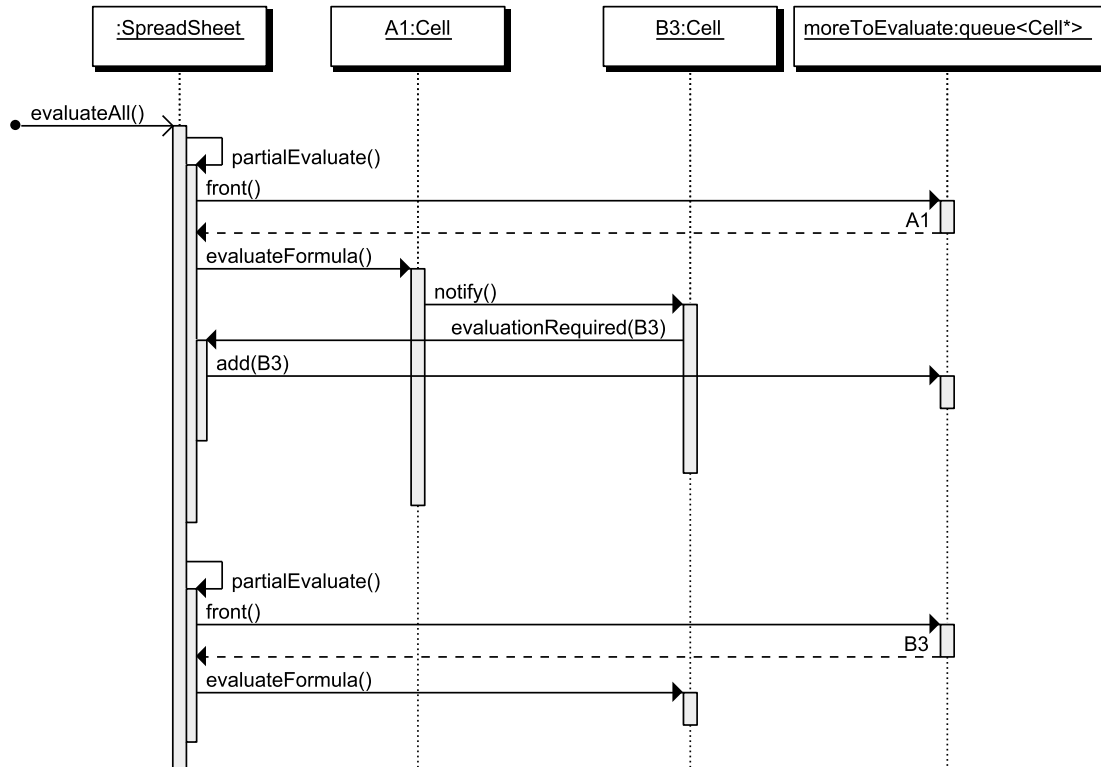 :SpreadSheet
A1:Cell
B3:Cell
moreToEvaluate:queue<Cell*>
evaluateAll()
partialEvaluate()
front()
A1
evaluateFormula()
notify()
evaluationRequired(B3)
add(B3)
partialEvaluate()
front()
B3
evaluateFormula()